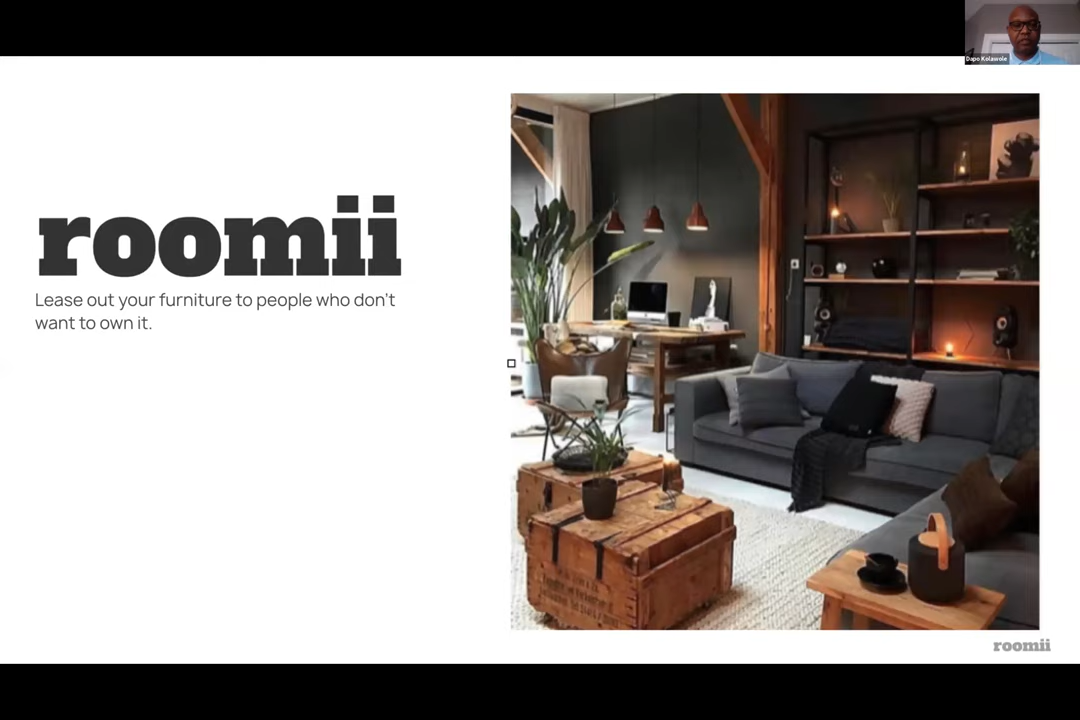 Dapo Kolawole
roomii
Lease out your furniture to people who don't
want to own it.
roomii